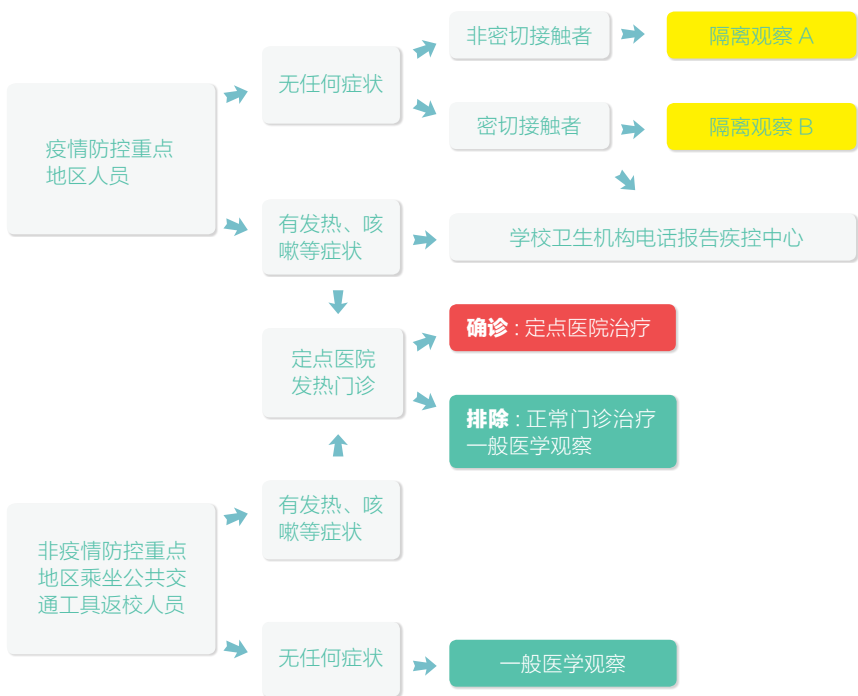 疫情防控重点
地区人员
无任何症状
非密切接触者
隔离观察 A
密切接触者
隔离观察 B
有发热、咳
嗽等症状
学校卫生机构电话报告疾控中心
定点医院
发热门诊
确诊 : 定点医院治疗
排除 : 正常门诊治疗
一般医学观察
非疫情防控重点
地区乘坐公共交
通工具返校人员
有发热、咳
嗽等症状
无任何症状
一般医学观察